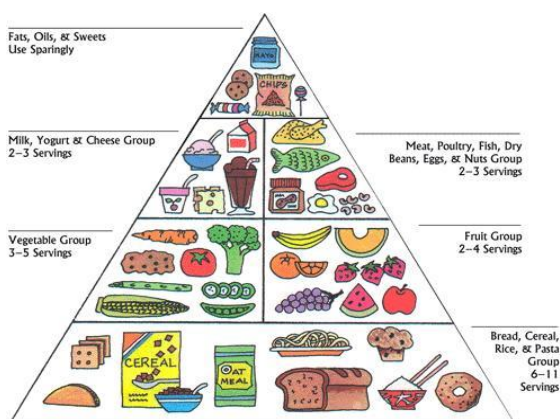 Fats, Oils, & Sweets
Use Sparingly
MAYO
CHIPS
Milk, Yogurt & Cheese Group
2–3 Servings
Meat, Poultry, Fish, Dry
Beans, Eggs, & Nuts Group
2–3 Servings
Vegetable Group
3–5 Servings
Fruit Group
2–4 Servings
Bread, Cereal,
Rice, & Pasta
Group
6–11
Servings
CEREAL
OAT
MEAL